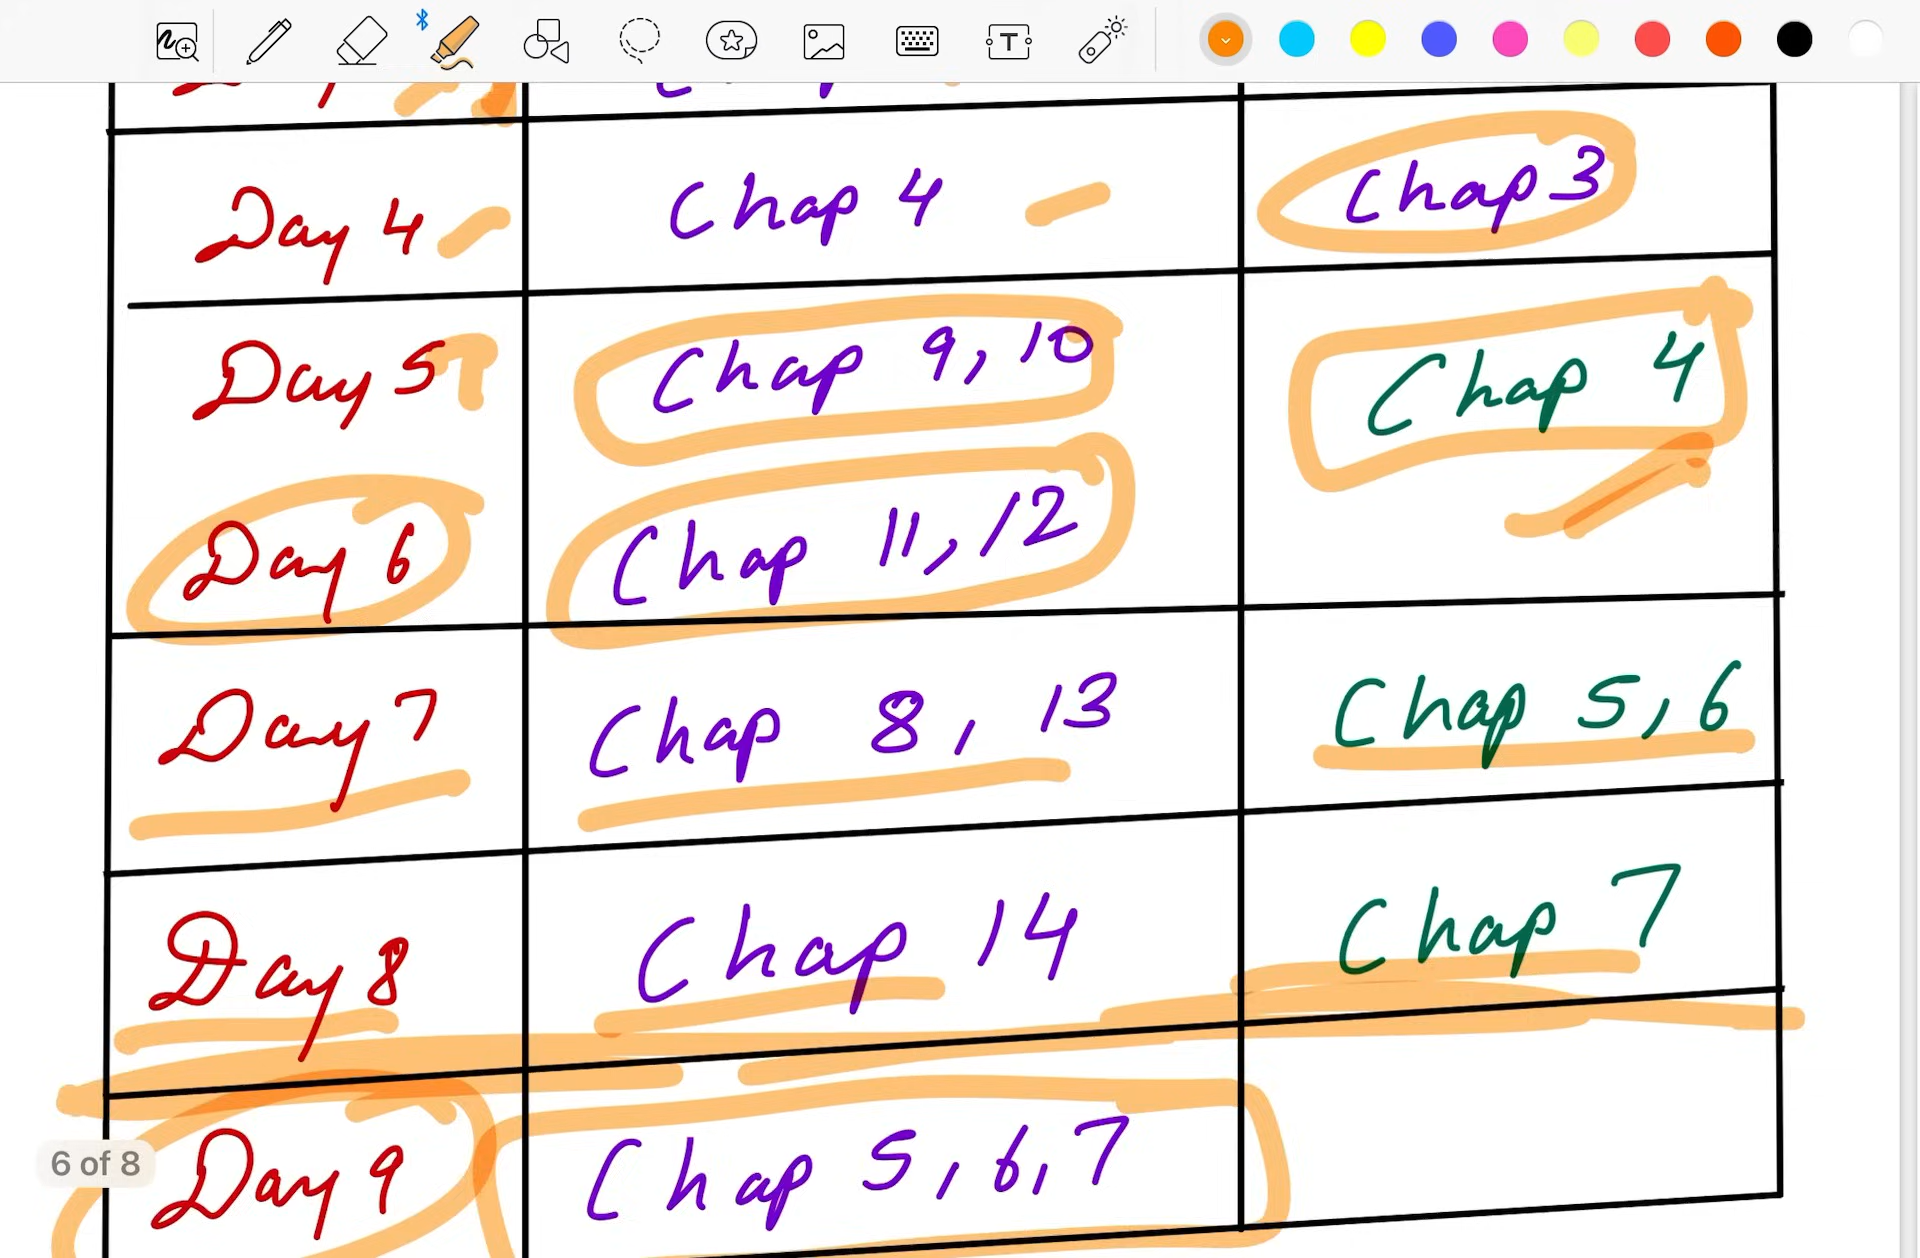 T
Day 4 Chap 4 Chap 3
Day 5 Chap 9, 10 Chap 4
Day 6 Chap 11, 12
Day 7 Chap 8, 13 Chap 5, 6
Day 8 Chap 14 Chap 7
Day 9 Chap 5, 6, 7
6 of 8